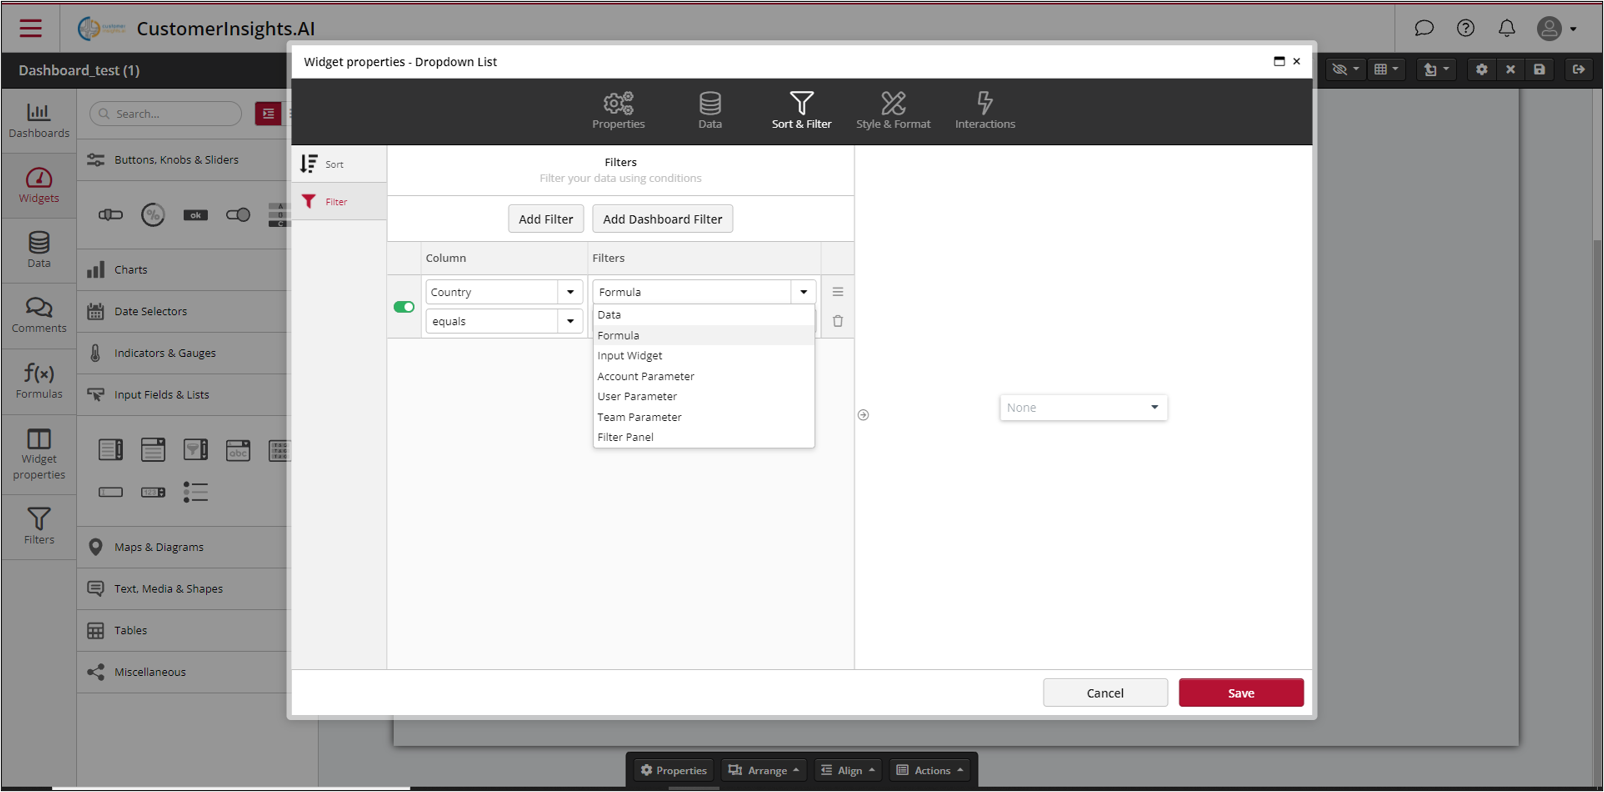 CustomerInsights.AI
Dashboard_test (1)
Dashboards
Widgets
Data
Comments
f(x)
Formulas
Widget
properties
Filters
Search...
Buttons, Knobs & Sliders
%
ok
A
B
C
Charts
Date Selectors
Indicators & Gauges
Input Fields & Lists
abc
Maps & Diagrams
Text, Media & Shapes
Tables
Miscellaneous
Widget properties - Dropdown List
Properties
Data
Sort & Filter
Style & Format
Interactions
Sort
Filter
Filters
Filter your data using conditions
Add Filter
Add Dashboard Filter
Column
Filters
Country
Formula
equals
Data
Formula
Input Widget
Account Parameter
User Parameter
Team Parameter
Filter Panel
None
Cancel
Save
Properties
Arrange
Align
Actions